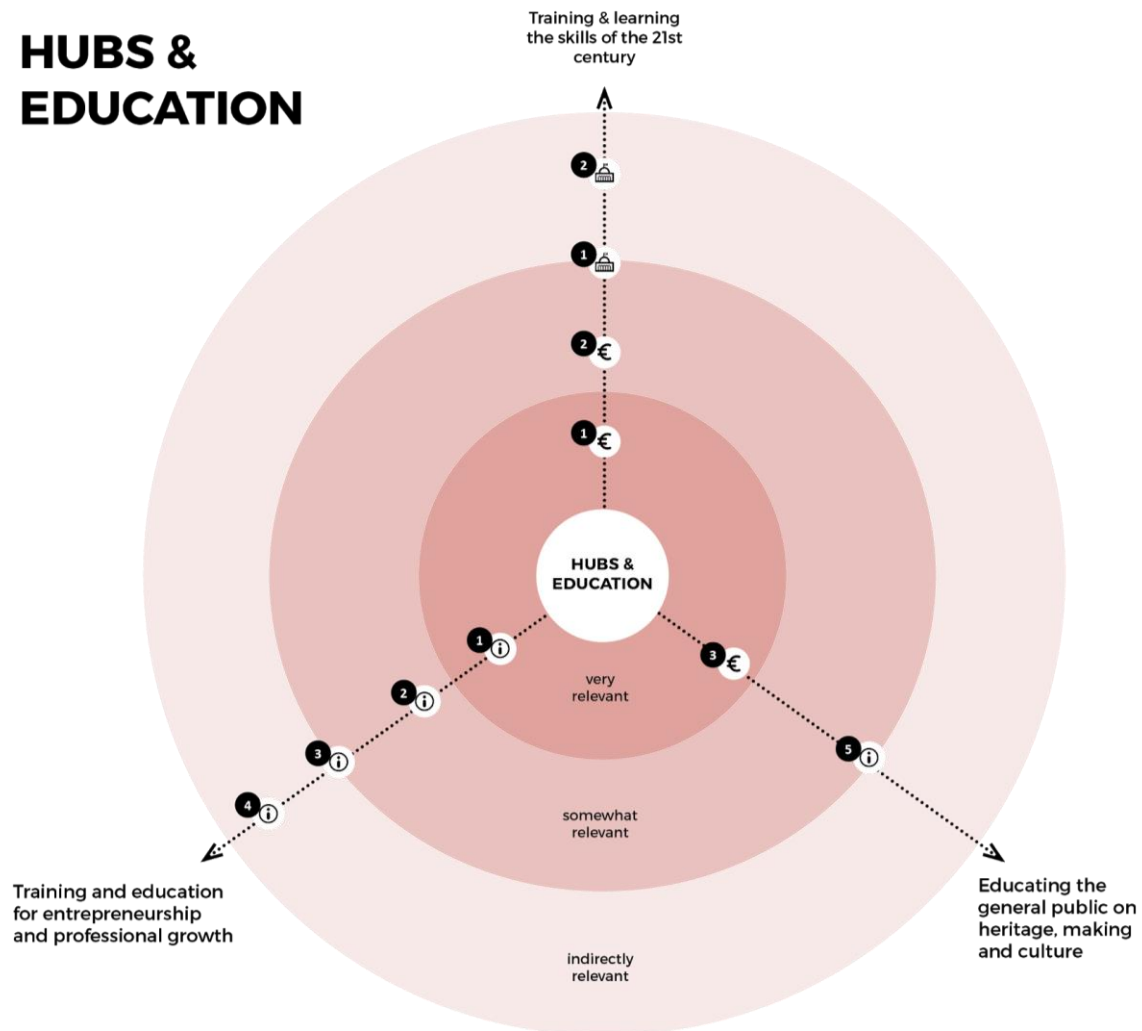 HUBS &
EDUCATION
Training & learning
the skills of the 21st
century
2
1
2
€
1
€
HUBS &
EDUCATION
1
i
3
€
very
relevant
2
i
5
i
3
i
4
i
somewhat
relevant
Training and education
for entrepreneurship
and professional growth
Educating the
general public on
heritage, making
and culture
indirectly
relevant